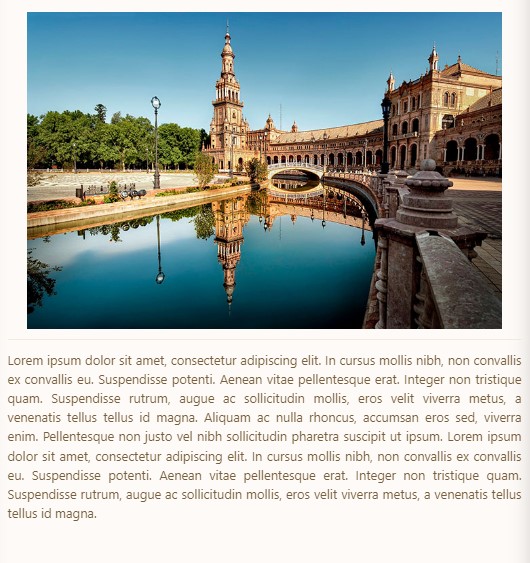 Lorem ipsum dolor sit amet, consectetur adipiscing elit. In cursus mollis nibh, non convallis
ex convallis eu. Suspendisse potenti. Aenean vitae pellentesque erat. Integer non tristique
quam. Suspendisse rutrum, augue ac sollicitudin mollis, eros velit viverra metus, a
venenatis tellus tellus id magna. Aliquam ac nulla rhoncus, accumsan eros sed, viverra
enim. Pellentesque non justo vel nibh sollicitudin pharetra suscipit ut ipsum. Lorem ipsum
dolor sit amet, consectetur adipiscing elit. In cursus mollis nibh, non convallis ex convallis
eu. Suspendisse potenti. Aenean vitae pellentesque erat. Integer non tristique quam.
Suspendisse rutrum, augue ac sollicitudin mollis, eros velit viverra metus, a venenatis tellus
tellus id magna.